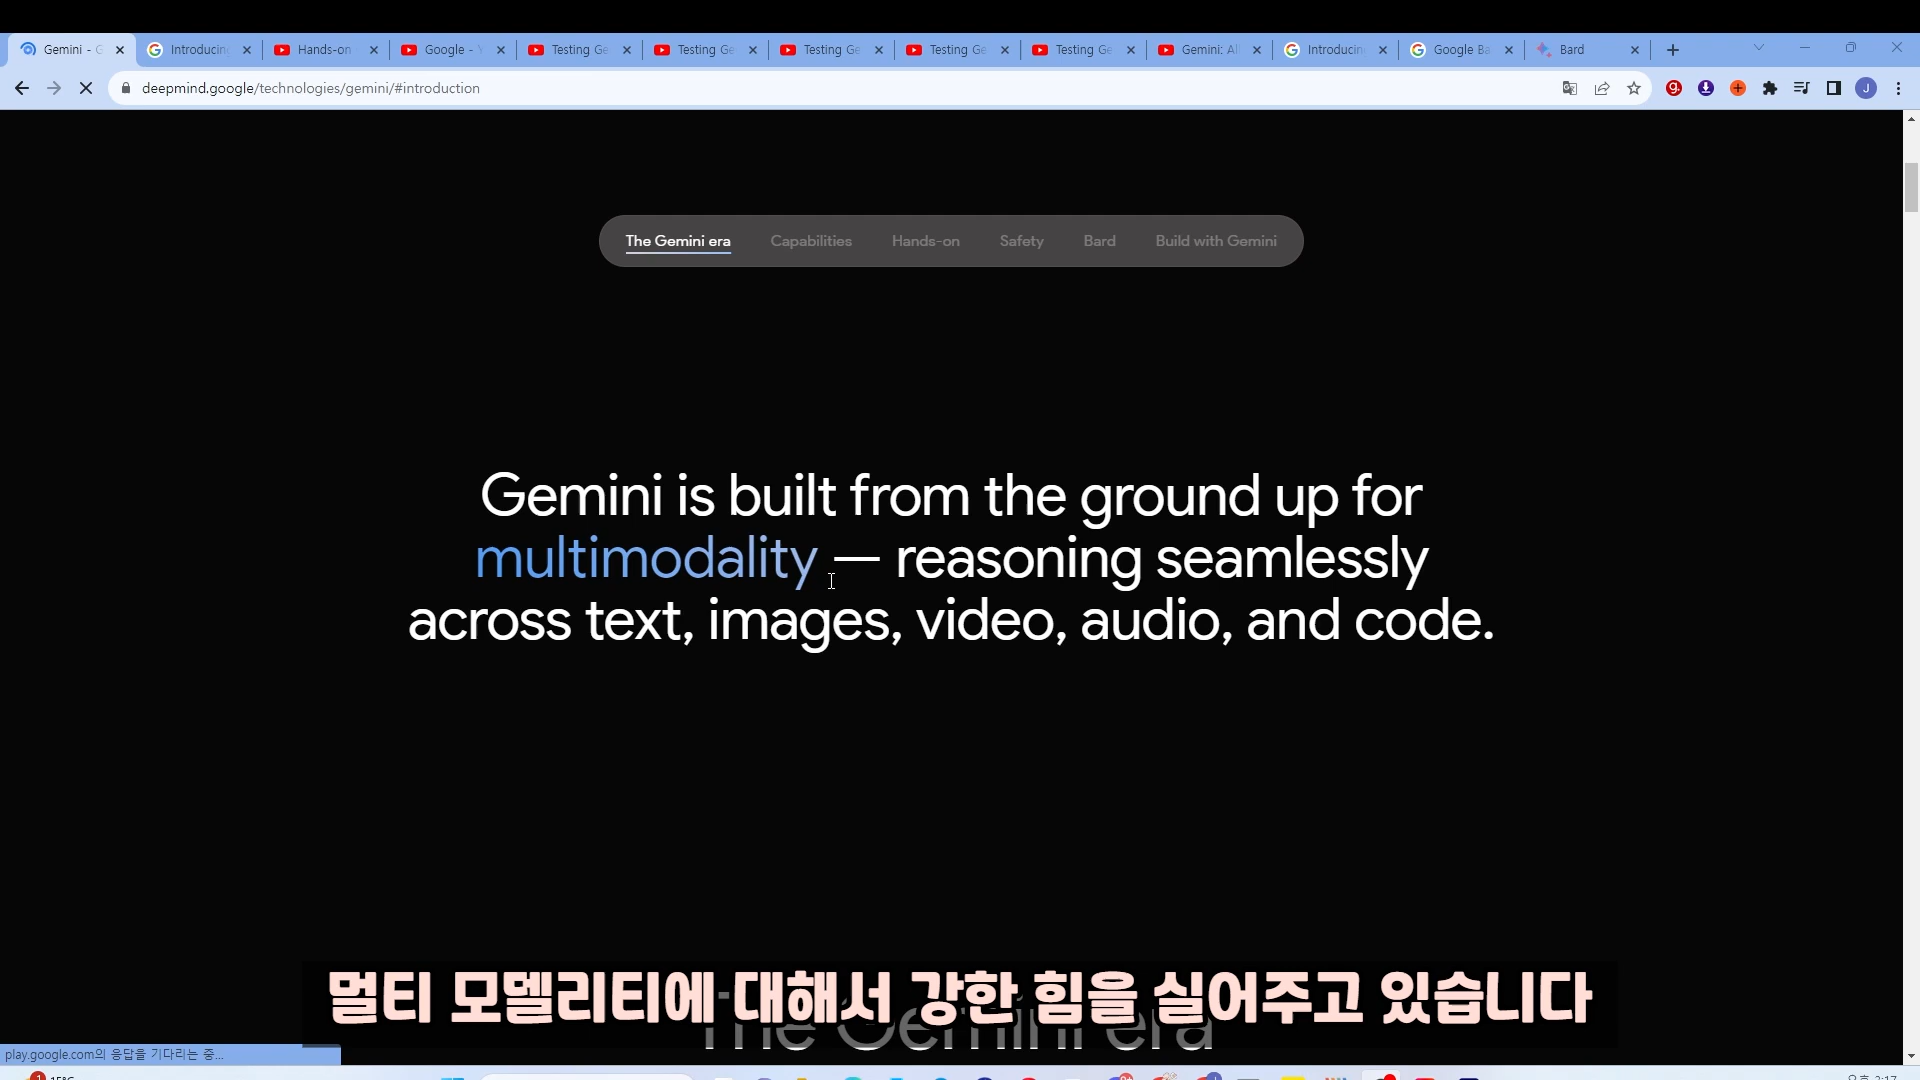 Gemini - G
Introducin
Hands-on
Google - Y
Testing Ge
Testing Ge
Testing Ge
Testing Ge
Testing Ge
Gemini: Al
Introducin
Google Ba
Bard
deepmind.google/technologies/gemini/#introduction
g
J
The Gemini era
Capabilities
Hands-on
Safety
Bard
Build with Gemini
Gemini is built from the ground up for
multimodality — reasoning seamlessly
across text, images, video, audio, and code.
멀티 모델리티에 대해서 강한 힘을 실어주고 있습니다
The Gemini era
play.google.com의 응답을 기다리는 중...